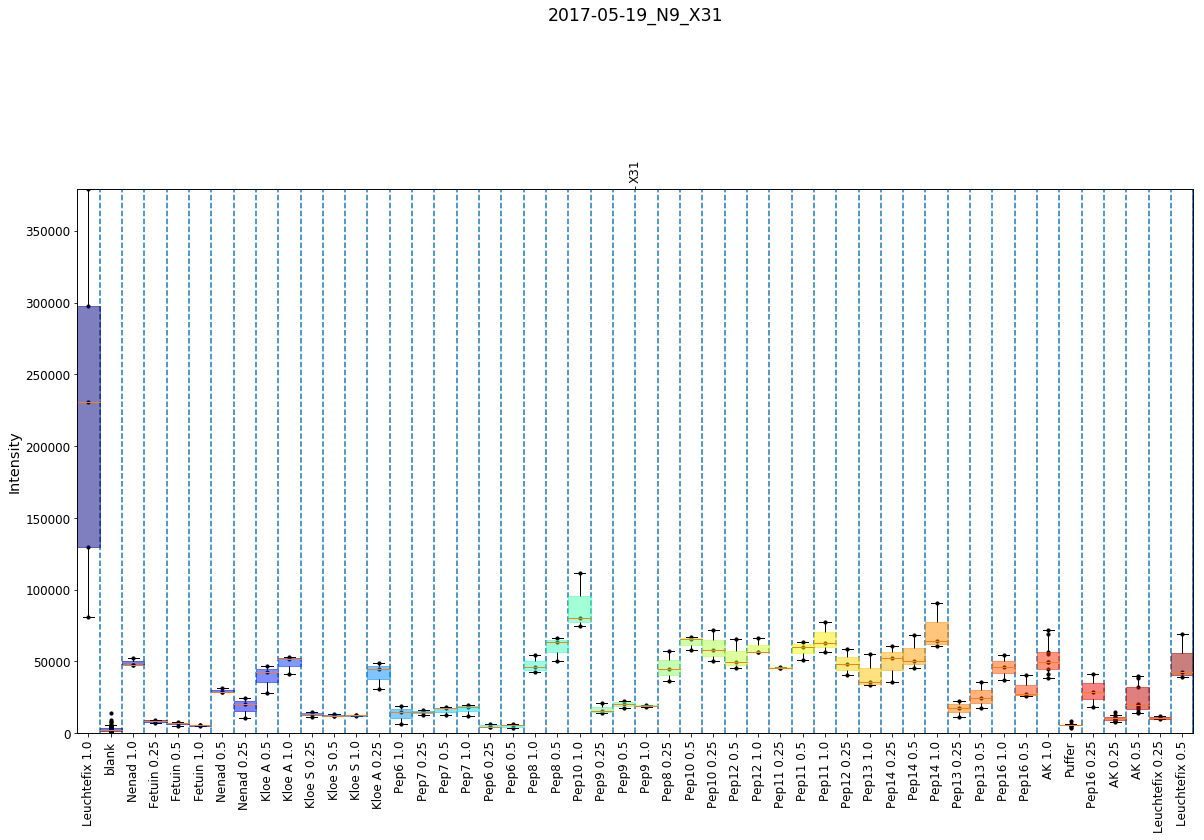 2017-05-19_N9_X31
X31
Intensity
350000
300000
250000
200000
150000
100000
50000
0
Leuchtefix 1.0
blank
Nenad 1.0
Fetuin 0.25
Fetuin 0.5
Fetuin 1.0
Nenad 0.5
Nenad 0.25
Kloe A 0.5
Kloe A 1.0
Kloe S 0.25
Kloe S 0.5
Kloe S 1.0
Kloe A 0.25
Pep6 1.0
Pep7 0.25
Pep7 0.5
Pep7 1.0
Pep6 0.25
Pep6 0.5
Pep8 1.0
Pep8 0.5
Pep10 1.0
Pep9 0.25
Pep9 0.5
Pep9 1.0
Pep8 0.25
Pep10 0.5
Pep10 0.25
Pep12 0.5
Pep12 1.0
Pep11 0.25
Pep11 0.5
Pep11 1.0
Pep12 0.25
Pep13 1.0
Pep14 0.25
Pep14 0.5
Pep14 1.0
Pep13 0.25
Pep13 0.5
Pep16 1.0
Pep16 0.5
AK 1.0
Puffer
Pep16 0.25
AK 0.25
AK 0.5
Leuchtefix 0.25
Leuchtefix 0.5